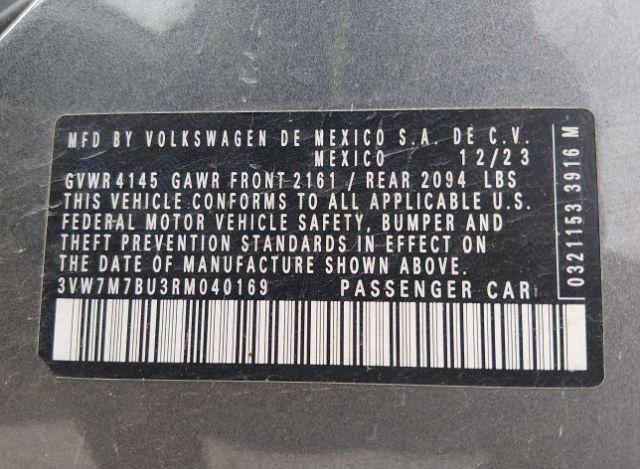 MFD BY VOLKSWAGEN DE MEXICO S.A. DE C.V.
MEXICO 12/23
GVWR 4145 GAWR FRONT 2161 / REAR 2094 LBS
THIS VEHICLE CONFORMS TO ALL APPLICABLE U.S.
FEDERAL MOTOR VEHICLE SAFETY, BUMPER AND
THEFT PREVENTION STANDARDS IN EFFECT ON
THE DATE OF MANUFACTURE SHOWN ABOVE.
3VW7M7BU3RM040169 PASSENGER CAR
0321153 3916 M